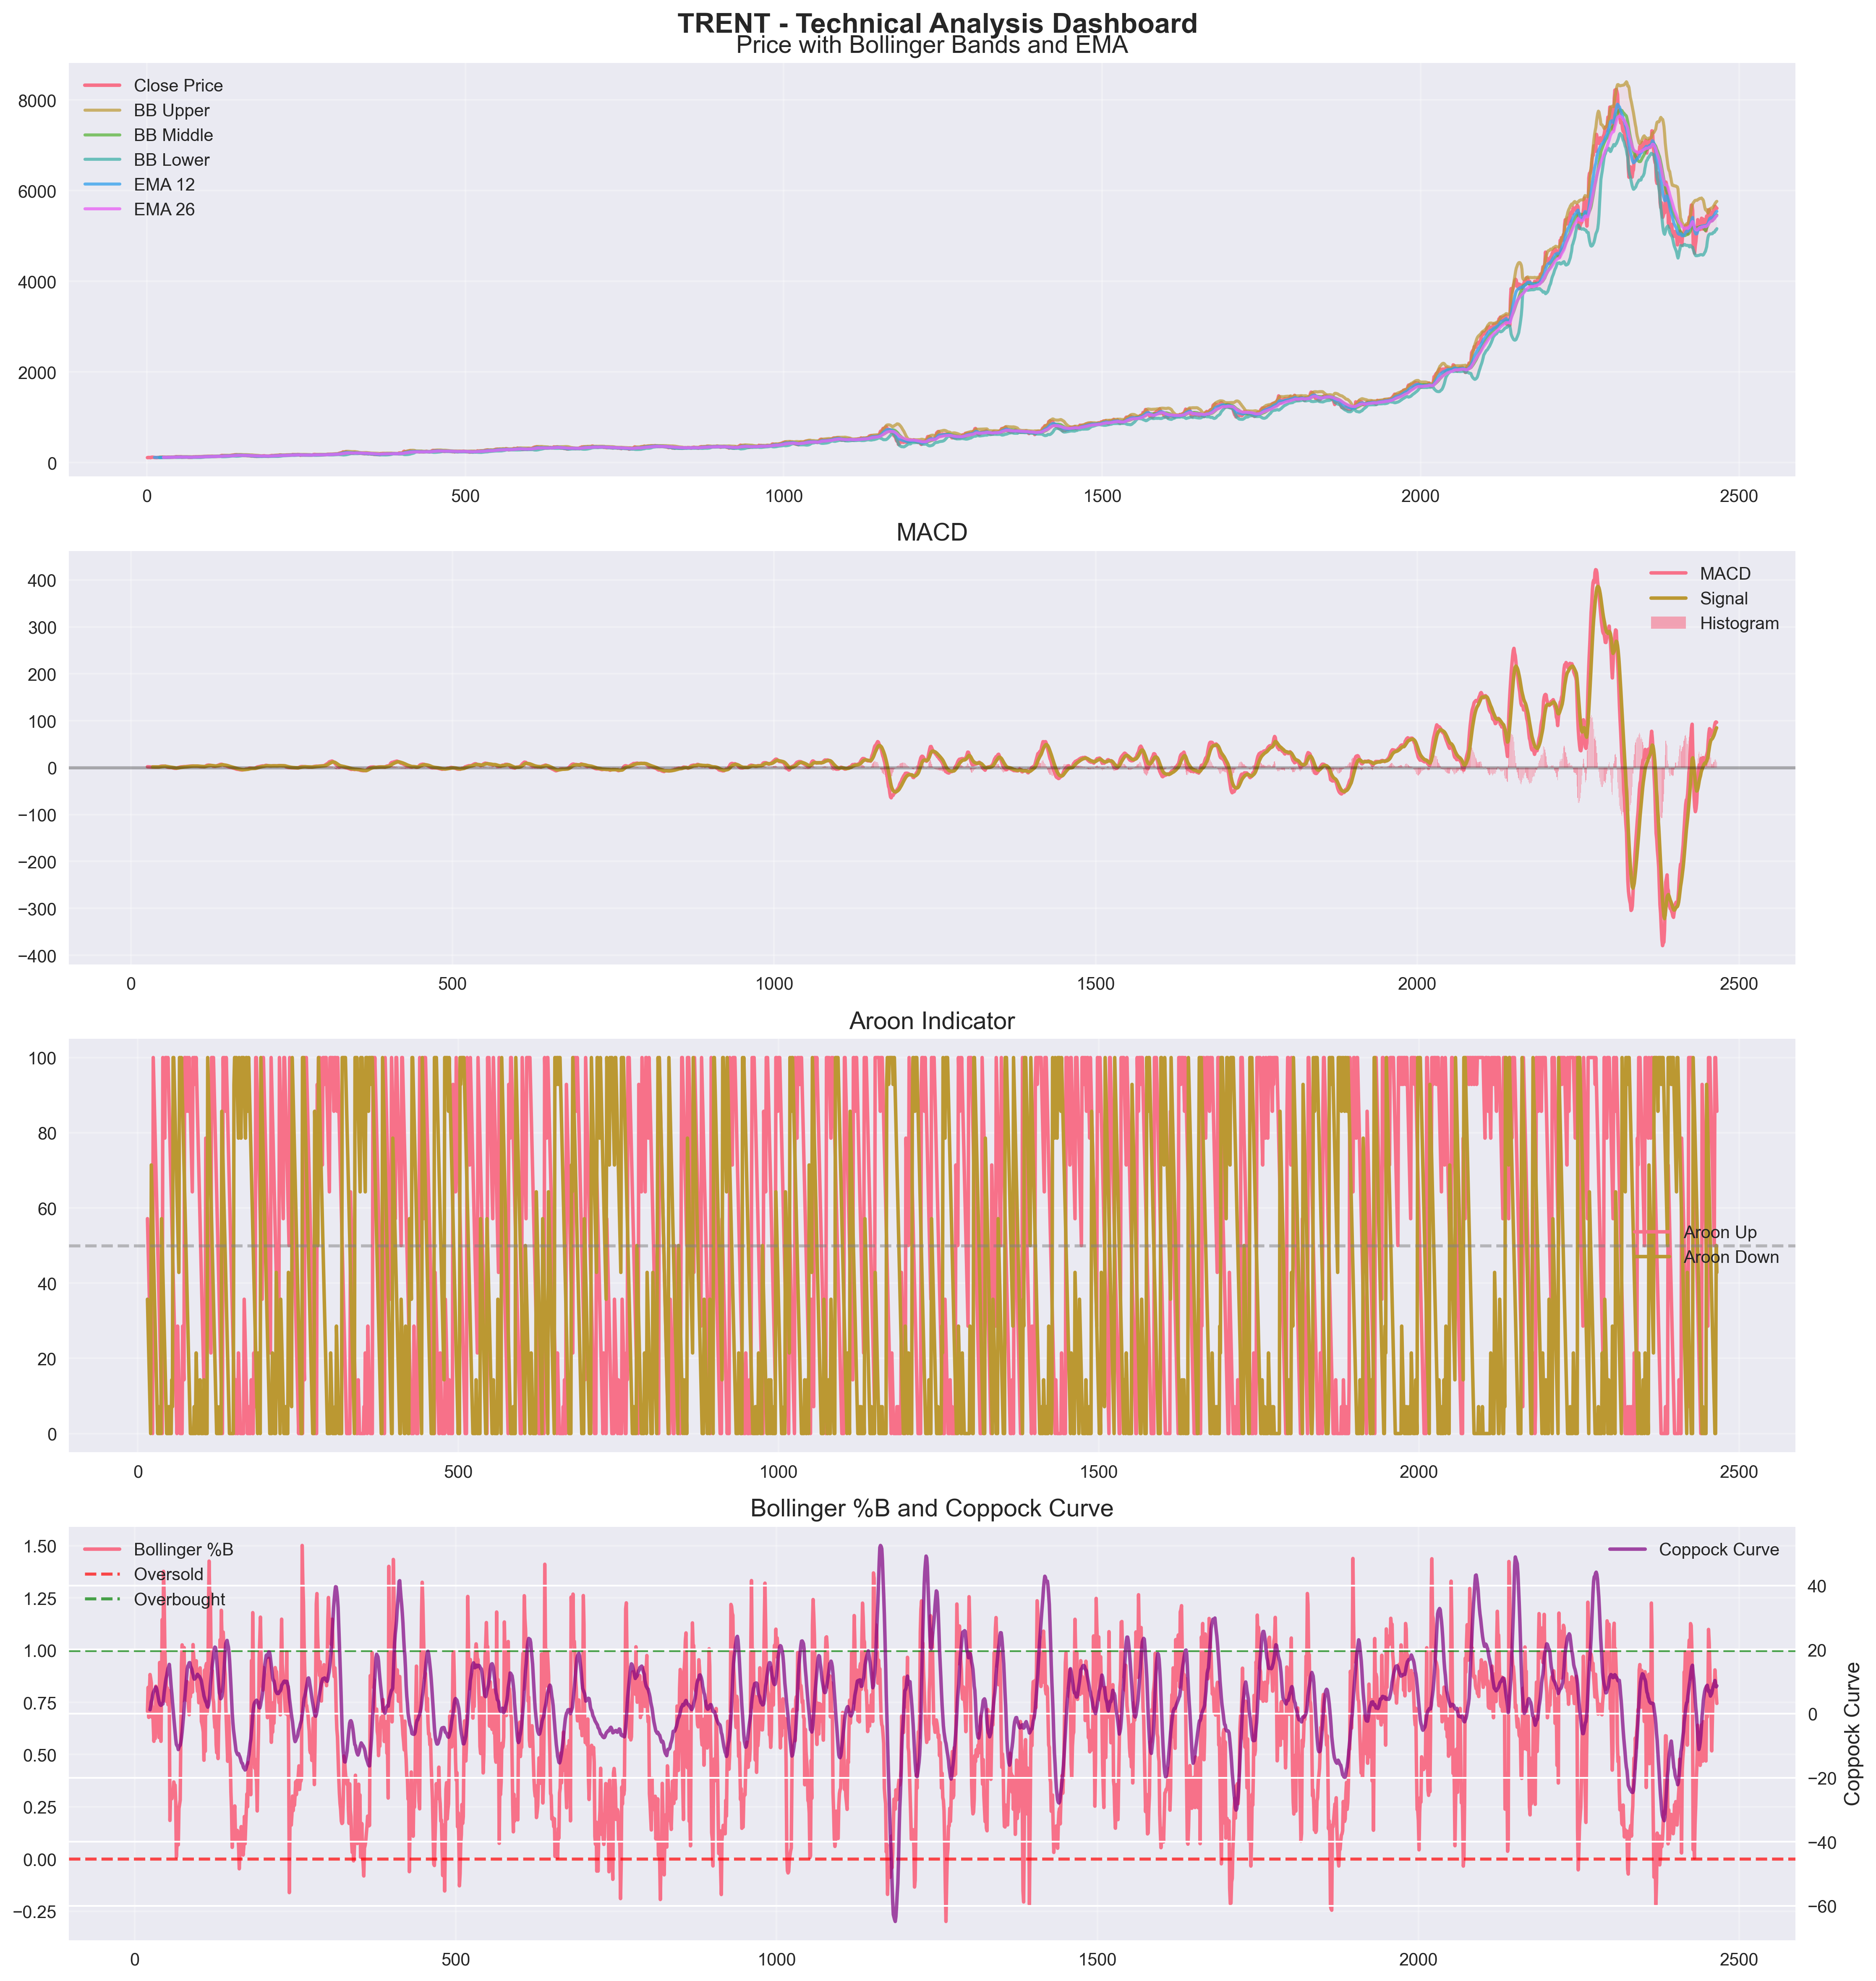 TRENT - Technical Analysis Dashboard
Price with Bollinger Bands and EMA
Close Price
BB Upper
BB Middle
BB Lower
EMA 12
EMA 26
8000
6000
4000
2000
0
0 500 1000 1500 2000 2500
MACD
MACD
Signal
Histogram
400
300
200
100
0
−100
−200
−300
−400
0 500 1000 1500 2000 2500
Aroon Indicator
100
80
60
40
20
0
Aroon Up
Aroon Down
0 500 1000 1500 2000 2500
Bollinger %B and Coppock Curve
Bollinger %B
Oversold
Overbought
Coppock Curve
1.50
1.25
1.00
0.75
0.50
0.25
0.00
−0.25
40
20
0
−20
−40
−60
Coppock Curve
0 500 1000 1500 2000 2500